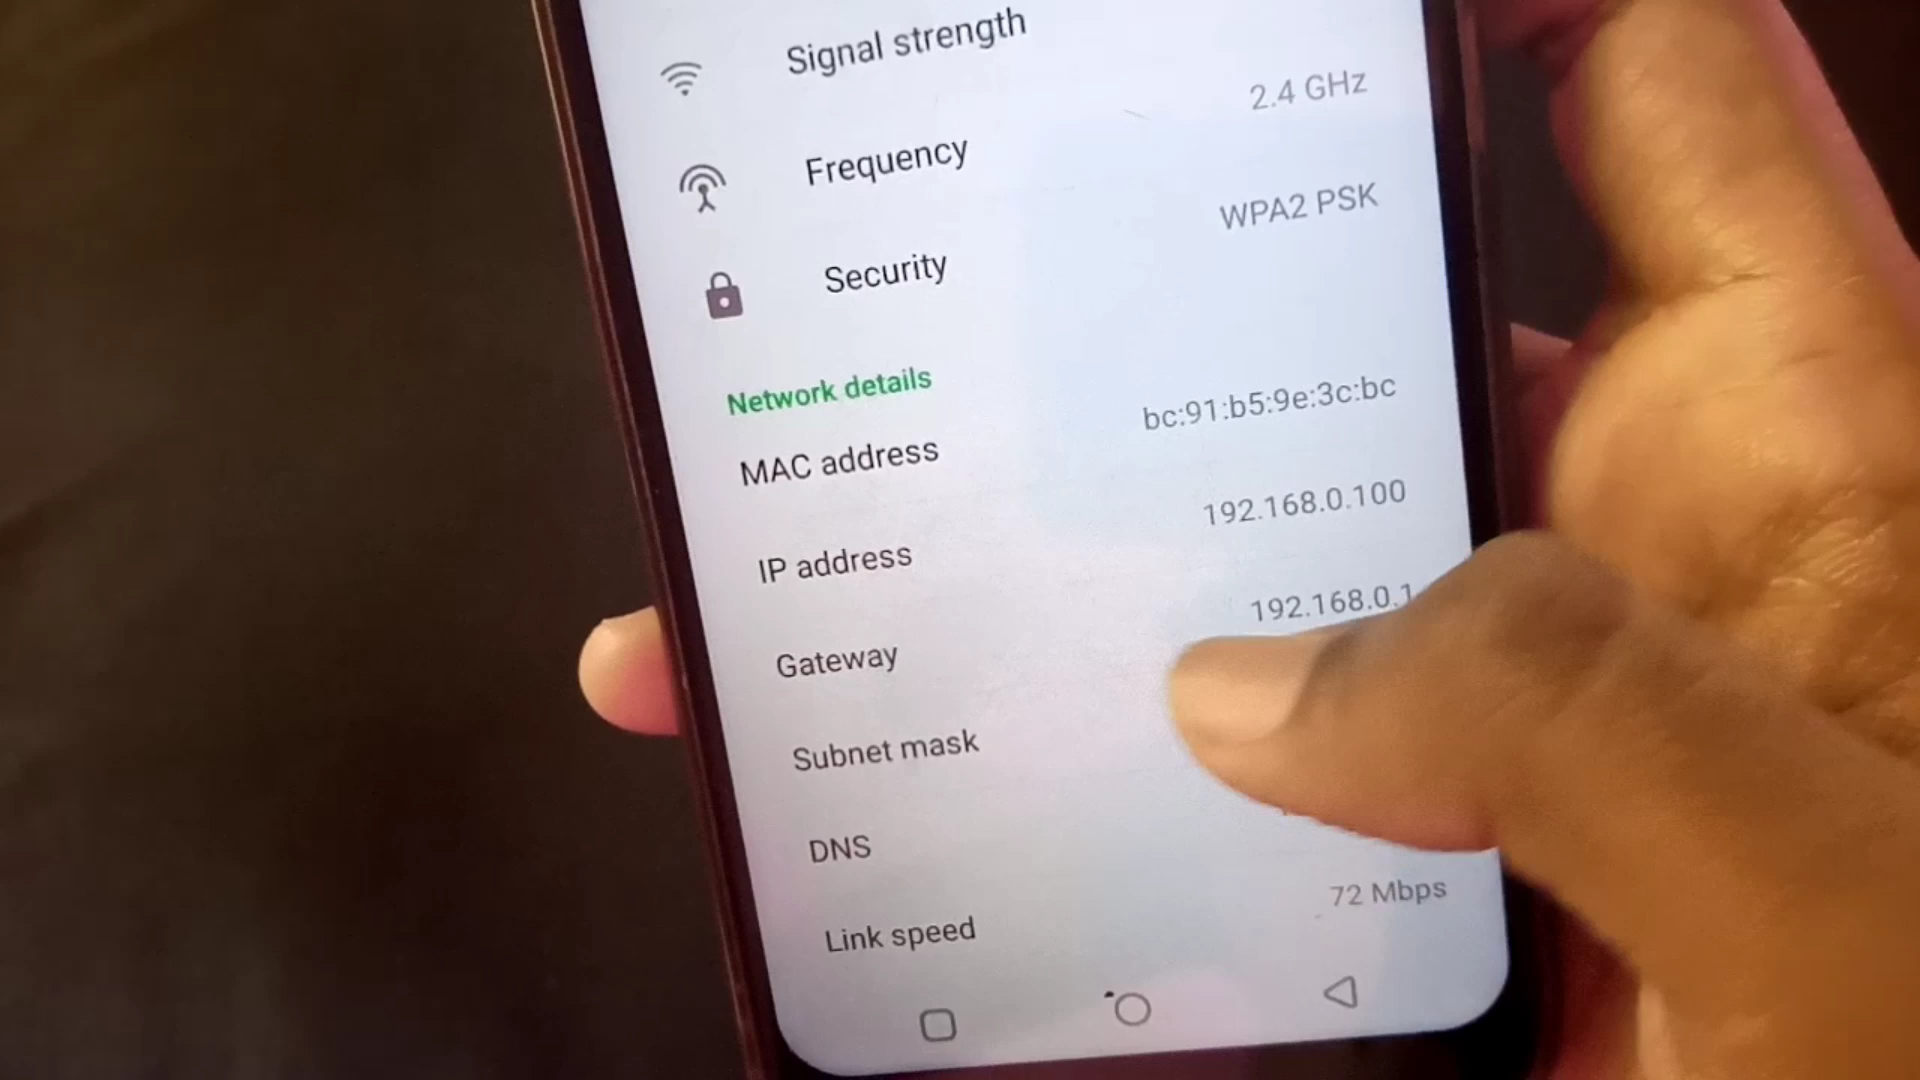 Signal strength
2.4 GHz
Frequency
WPA2 PSK
Security
Network details
bc:91:b5:9e:3c:bc
MAC address
192.168.0.100
IP address
192.168.0.1
Gateway
Subnet mask
DNS
72 Mbps
Link speed